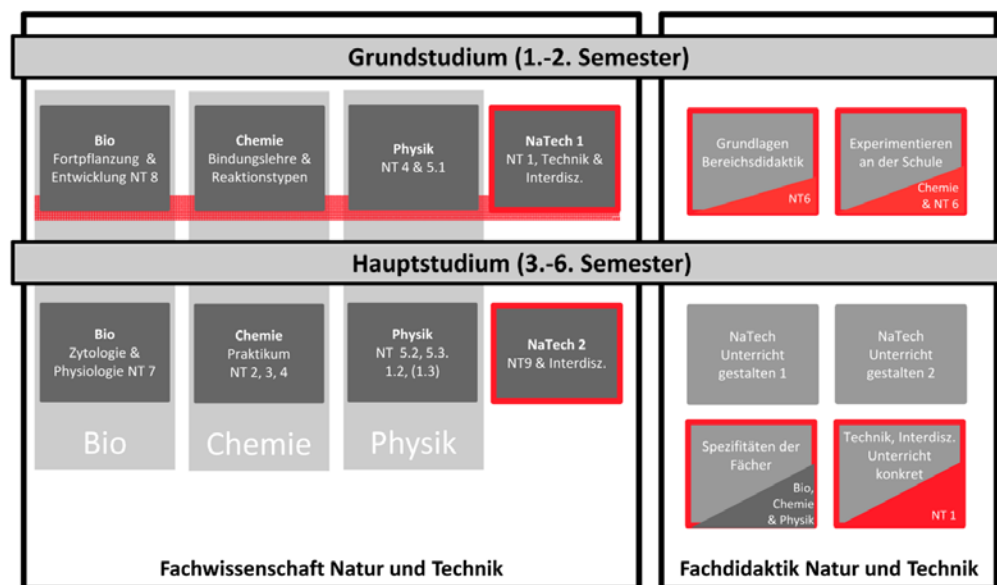 Grundstudium (1.-2. Semester)
Bio
Fortpflanzung &
Entwicklung NT 8
Chemie
Bindungslehre &
Reaktionstypen
Physik
NT 4 & 5.1
NaTech 1
NT 1, Technik &
Interdisz.
Grundlagen
Bereichsdidaktik
NT6
Experimentieren
an der Schule
Chemie
& NT 6
Hauptstudium (3.-6. Semester)
Bio
Zytologie &
Physiologie NT 7
Chemie
Praktikum
NT 2, 3, 4
Physik
NT 5.2, 5.3.
1.2, (1.3)
NaTech 2
NT9 & Interdisz.
NaTech
Unterricht
gestalten 1
NaTech
Unterricht
gestalten 2
Bio
Chemie
Physik
Spezifitäten der
Fächer
Bio,
Chemie
& Physik
Technik, Interdisz.
Unterricht
konkret
NT 1
Fachwissenschaft Natur und Technik
Fachdidaktik Natur und Technik